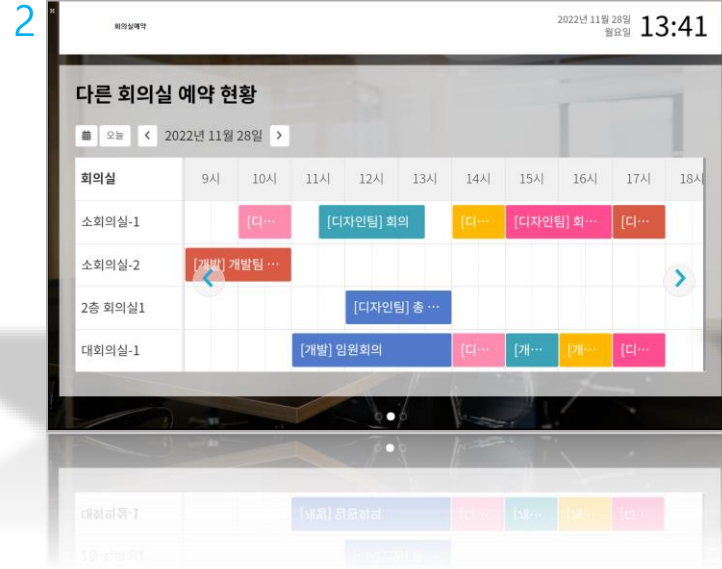 2
회의실예약
2022년 11월 28일
월요일
13:41
다른 회의실 예약 현황
오늘 < 2022년 11월 28일 >
회의실 9시 10시 11시 12시 13시 14시 15시 16시 17시 18시
소회의실-1 [디··· [디자인팀] 회의 [디··· [디자인팀] 회··· [디···
소회의실-2 [개발] 개발팀 ···
2층 회의실1 [디자인팀] 총 ···
대회의실-1 [개발] 임원회의 [디··· [개··· [개··· [디···